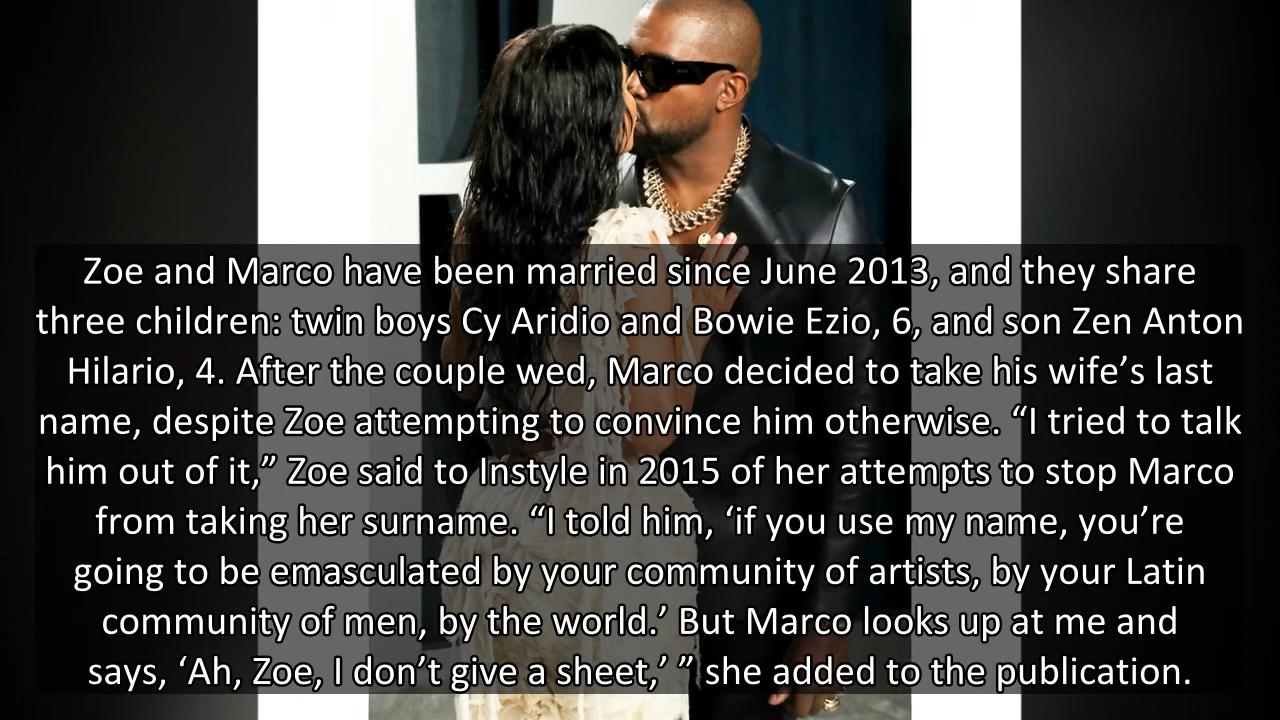 Zoe and Marco have been married since June 2013, and they share
three children: twin boys Cy Aridio and Bowie Ezio, 6, and son Zen Anton
Hilario, 4. After the couple wed, Marco decided to take his wife’s last
name, despite Zoe attempting to convince him otherwise. “I tried to talk
him out of it,” Zoe said to Instyle in 2015 of her attempts to stop Marco
from taking her surname. “I told him, ‘if you use my name, you’re
going to be emasculated by your community of artists, by your Latin
community of men, by the world.’ But Marco looks up at me and
says, ‘Ah, Zoe, I don’t give a sheet,’ ” she added to the publication.